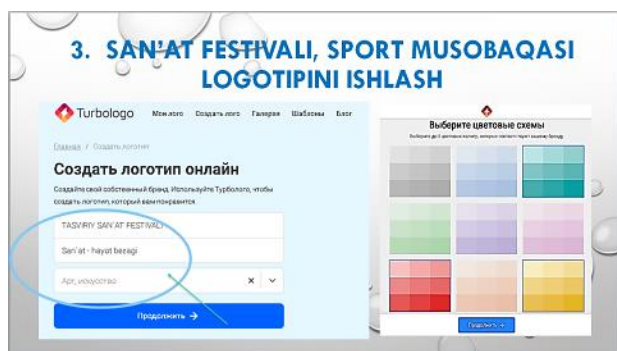 3. SAN'AT FESTIVALI, SPORT MUSOBAQASI
LOGOTIPINI ISHLASH
Turbologo Мои лого Создать лого Галерея Шаблоны Блог
Главная / Создать логотип
Создать логотип онлайн
Создайте свой собственный бренд. Используйте Турболого, чтобы
создать логотип, который вам понравится
TASVIRIY SAN'AT FESTIVALI
San'at - hayot bezagi
Арт, искусство
Продолжить →
Выберите цветовые схемы
Продолжить →